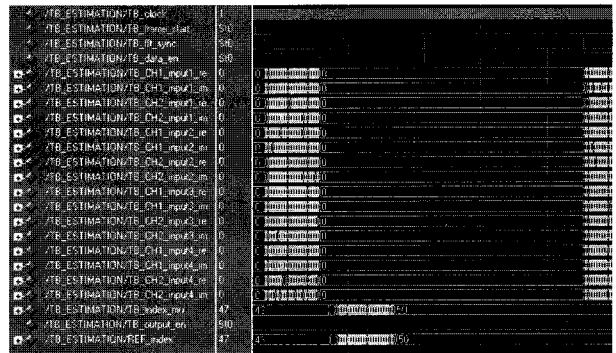 /TB_ESTIMATION/TB_clock 1
/TB_ESTIMATION/TB_frame_start St0
/TB_ESTIMATION/TB_fft_sync St0
/TB_ESTIMATION/TB_data_en St0
/TB_ESTIMATION/TB_CH1_input1_re 0
/TB_ESTIMATION/TB_CH1_input1_im 0
/TB_ESTIMATION/TB_CH2_input1_re 0
/TB_ESTIMATION/TB_CH2_input1_im 0
/TB_ESTIMATION/TB_CH1_input2_re 0
/TB_ESTIMATION/TB_CH1_input2_im 0
/TB_ESTIMATION/TB_CH2_input2_re 0
/TB_ESTIMATION/TB_CH2_input2_im 0
/TB_ESTIMATION/TB_CH1_input3_re 0
/TB_ESTIMATION/TB_CH1_input3_im 0
/TB_ESTIMATION/TB_CH2_input3_re 0
/TB_ESTIMATION/TB_CH2_input3_im 0
/TB_ESTIMATION/TB_CH1_input4_re 0
/TB_ESTIMATION/TB_CH1_input4_im 0
/TB_ESTIMATION/TB_CH2_input4_re 0
/TB_ESTIMATION/TB_CH2_input4_im 0
/TB_ESTIMATION/TB_index_rev 47
/TB_ESTIMATION/TB_output_en St0
/TB_ESTIMATION/REF_index 47